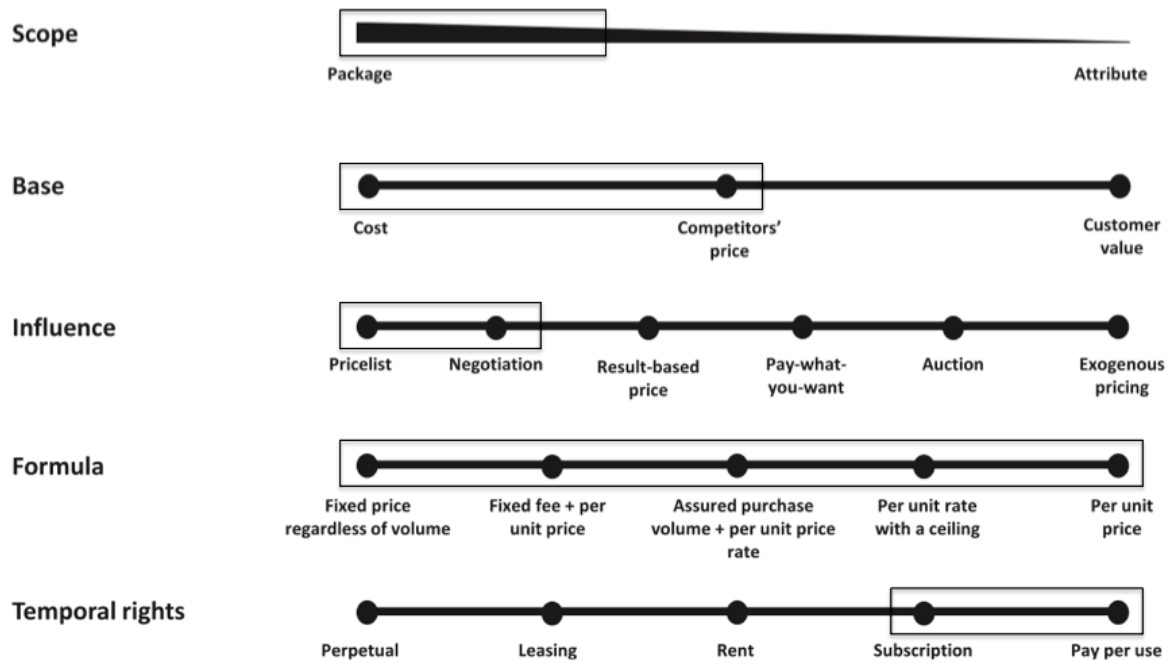 Scope
Package
Attribute
Base
Cost
Competitors'
price
Customer
value
Influence
Pricelist
Negotiation
Result-based
price
Pay-what-
you-want
Auction
Exogenous
pricing
Formula
Fixed price
regardless of volume
Fixed fee + per
unit price
Assured purchase
volume + per unit price
rate
Per unit rate
with a ceiling
Per unit
price
Temporal rights
Perpetual
Leasing
Rent
Subscription
Pay per use